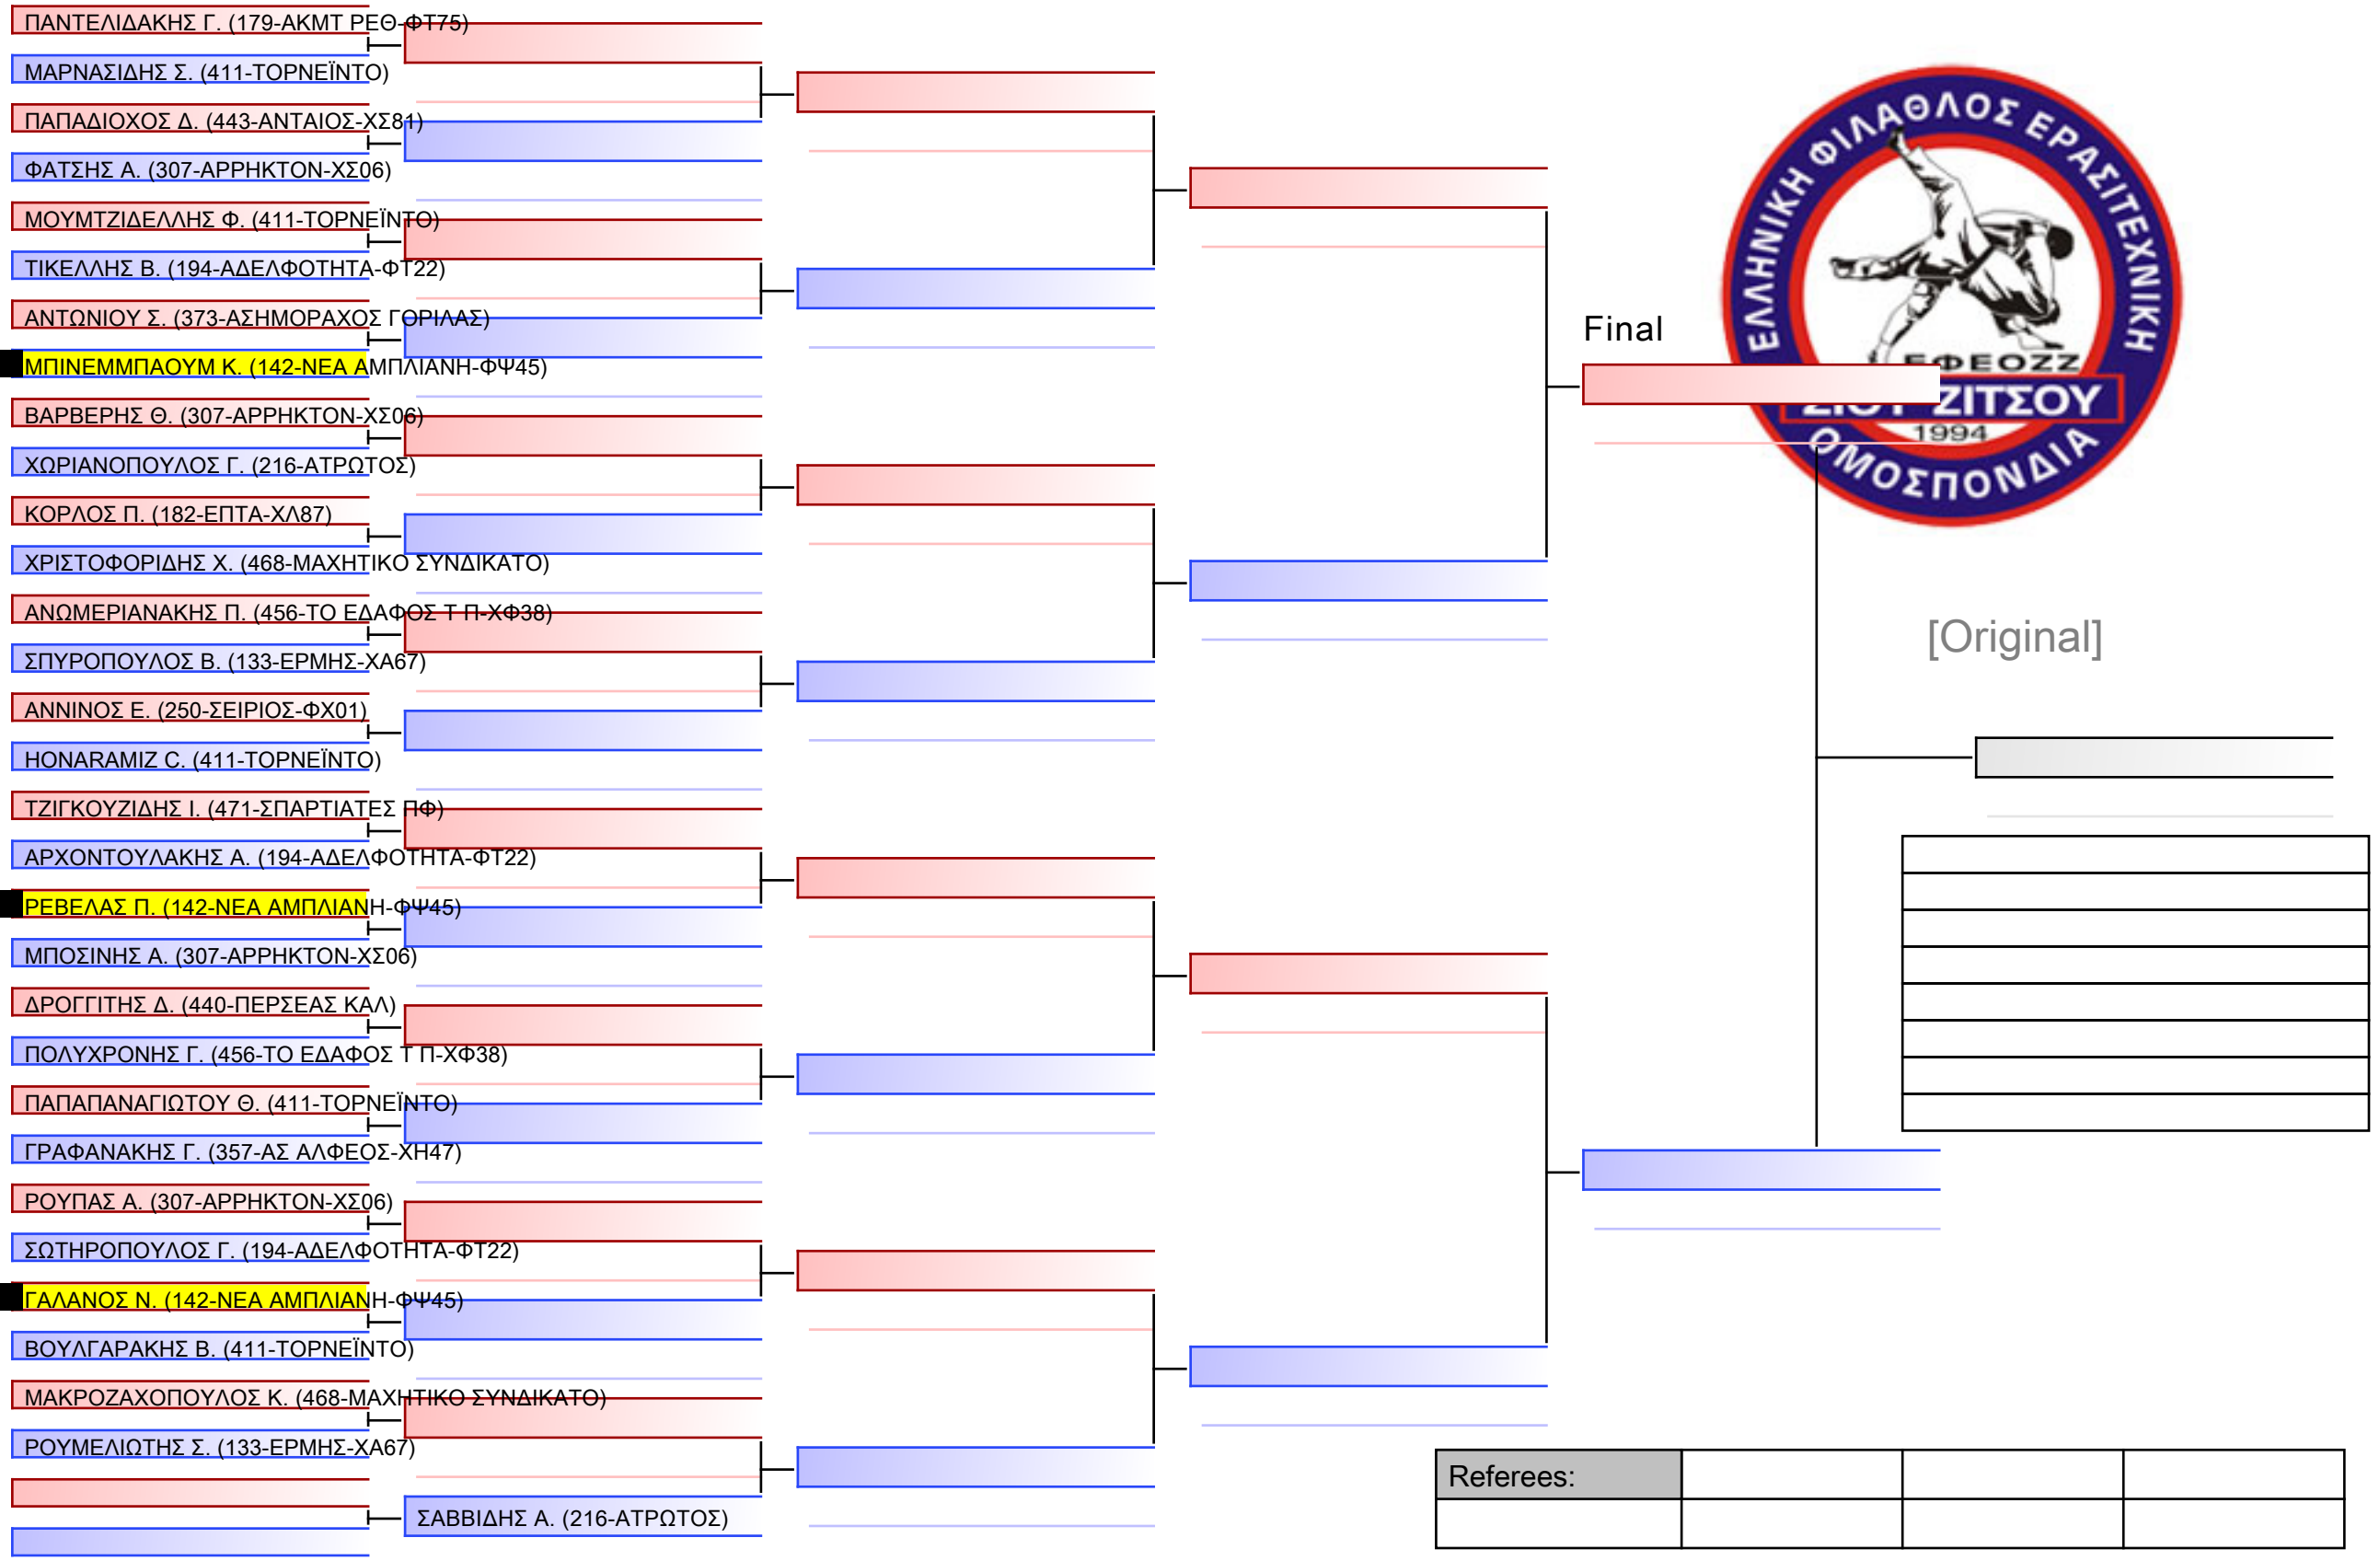 ΠΑΝΤΕΛΙΔΑΚΗΣ Γ. (179-ΑΚΜΤ ΡΕΘ-ΦΤ75)
ΜΑΡΝΑΣΙΔΗΣ Σ. (411-ΤΟΡΝΕΪΝΤΟ)
ΠΑΠΑΔΙΟΧΟΣ Δ. (443-ΑΝΤΑΙΟΣ-ΧΣ81)
ΦΑΤΣΗΣ Α. (307-ΑΡΡΗΚΤΟΝ-ΧΣ06)
ΜΟΥΜΤΖΙΔΕΛΛΗΣ Φ. (411-ΤΟΡΝΕΪΝΤΟ)
ΤΙΚΕΛΛΗΣ Β. (194-ΑΔΕΛΦΟΤΗΤΑ-ΦΤ22)
ΑΝΤΩΝΙΟΥ Σ. (373-ΑΣΗΜΟΡΑΧΟΣ ΓΟΡΙΛΑΣ)
ΜΠΙΝΕΜΜΠΑΟΥΜ Κ. (142-ΝΕΑ ΑΜΠΛΙΑΝΗ-ΦΨ45)
ΒΑΡΒΕΡΗΣ Θ. (307-ΑΡΡΗΚΤΟΝ-ΧΣ06)
ΧΩΡΙΑΝΟΠΟΥΛΟΣ Γ. (216-ΑΤΡΩΤΟΣ)
ΚΟΡΛΟΣ Π. (182-ΕΠΤΑ-ΧΛ87)
ΧΡΙΣΤΟΦΟΡΙΔΗΣ Χ. (468-ΜΑΧΗΤΙΚΟ ΣΥΝΔΙΚΑΤΟ)
ΑΝΩΜΕΡΙΑΝΑΚΗΣ Π. (456-ΤΟ ΕΔΑΦΟΣ Τ Π-ΧΦ38)
ΣΠΥΡΟΠΟΥΛΟΣ Β. (133-ΕΡΜΗΣ-ΧΑ67)
ΑΝΝΙΝΟΣ Ε. (250-ΣΕΙΡΙΟΣ-ΦΧ01)
HONARAMIZ C. (411-ΤΟΡΝΕΪΝΤΟ)
ΤΖΙΓΚΟΥΖΙΔΗΣ Ι. (471-ΣΠΑΡΤΙΑΤΕΣ ΠΦ)
ΑΡΧΟΝΤΟΥΛΑΚΗΣ Α. (194-ΑΔΕΛΦΟΤΗΤΑ-ΦΤ22)
ΡΕΒΕΛΑΣ Π. (142-ΝΕΑ ΑΜΠΛΙΑΝΗ-ΦΨ45)
ΜΠΟΣΙΝΗΣ Α. (307-ΑΡΡΗΚΤΟΝ-ΧΣ06)
ΔΡΟΓΓΙΤΗΣ Δ. (440-ΠΕΡΣΕΑΣ ΚΑΛ)
ΠΟΛΥΧΡΟΝΗΣ Γ. (456-ΤΟ ΕΔΑΦΟΣ Τ Π-ΧΦ38)
ΠΑΠΑΠΑΝΑΓΙΩΤΟΥ Θ. (411-ΤΟΡΝΕΪΝΤΟ)
ΓΡΑΦΑΝΑΚΗΣ Γ. (357-ΑΣ ΑΛΦΕΟΣ-ΧΗ47)
ΡΟΥΠΑΣ Α. (307-ΑΡΡΗΚΤΟΝ-ΧΣ06)
ΣΩΤΗΡΟΠΟΥΛΟΣ Γ. (194-ΑΔΕΛΦΟΤΗΤΑ-ΦΤ22)
ΓΑΛΑΝΟΣ Ν. (142-ΝΕΑ ΑΜΠΛΙΑΝΗ-ΦΨ45)
ΒΟΥΛΓΑΡΑΚΗΣ Β. (411-ΤΟΡΝΕΪΝΤΟ)
ΜΑΚΡΟΖΑΧΟΠΟΥΛΟΣ Κ. (468-ΜΑΧΗΤΙΚΟ ΣΥΝΔΙΚΑΤΟ)
ΡΟΥΜΕΛΙΩΤΗΣ Σ. (133-ΕΡΜΗΣ-ΧΑ67)
ΣΑΒΒΙΔΗΣ Α. (216-ΑΤΡΩΤΟΣ)
Final
ΕΛΛΗΝΙΚΗ ΦΙΛΑΘΛΟΣ ΕΡΑΣΙΤΕΧΝΙΚΗ
ΕΦΕΟΖΖ
ΖΙΤΣΟΥ
1994
ΟΜΟΣΠΟΝΔΙΑ
[Original]
Referees: